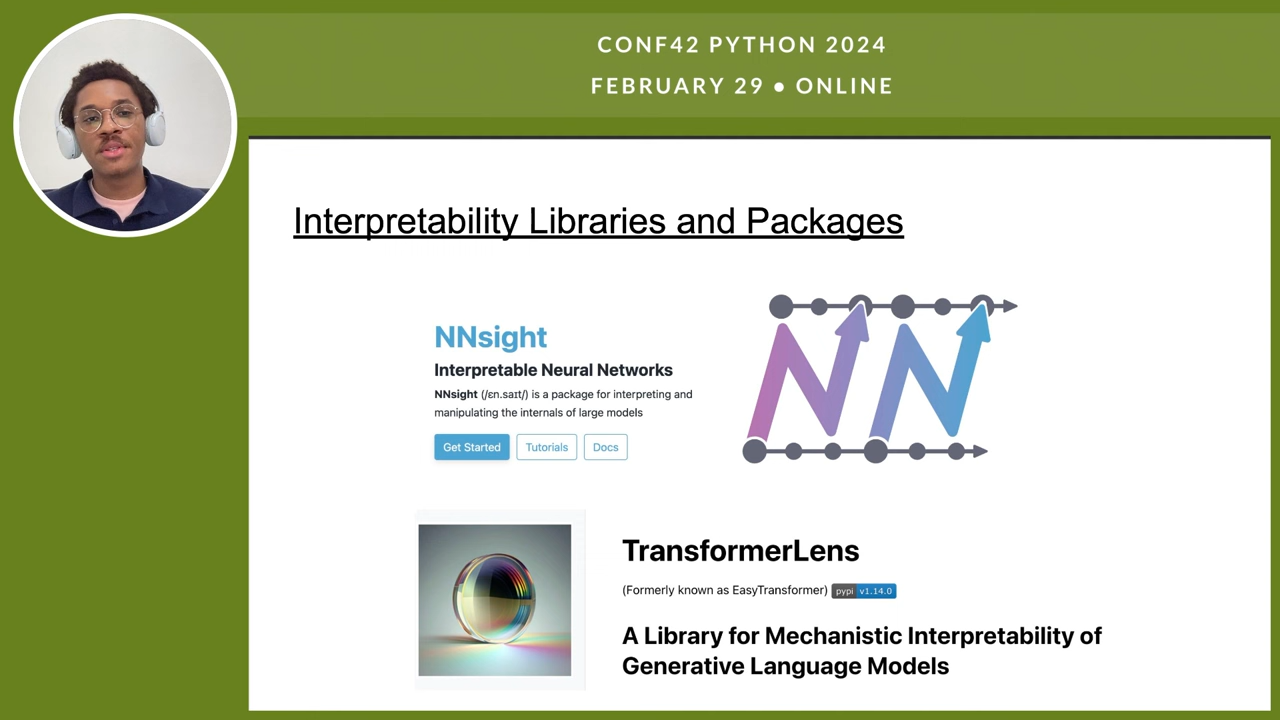 CONF42 PYTHON 2024
FEBRUARY 29 ● ONLINE
Interpretability Libraries and Packages
NNsight
Interpretable Neural Networks
NNsight (/ɛn.saɪt/) is a package for interpreting and
manipulating the internals of large models
Get Started Tutorials Docs
NN
TransformerLens
(Formerly known as EasyTransformer) pypi v1.14.0
A Library for Mechanistic Interpretability of
Generative Language Models